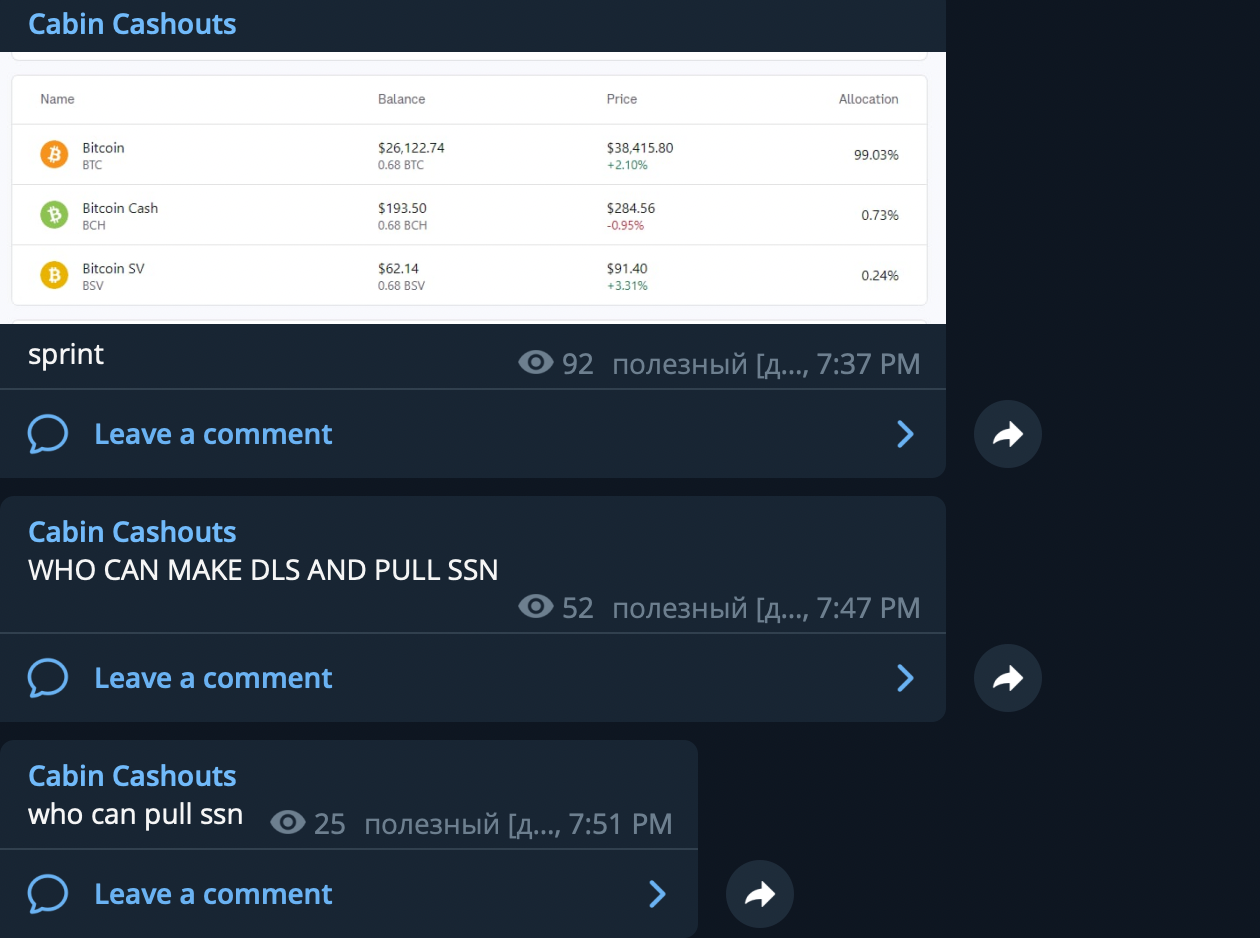 Cabin Cashouts
Name Balance Price Allocation
Bitcoin $26,122.74 $38,415.80 99.03%
BTC 0.68 BTC +2.10%
Bitcoin Cash $193.50 $284.56 0.73%
BCH 0.68 BCH -0.95%
Bitcoin SV $62.14 $91.40 0.24%
BSV 0.68 BSV +3.31%
sprint 92 полезный [д..., 7:37 PM
Leave a comment
Cabin Cashouts
WHO CAN MAKE DLS AND PULL SSN
52 полезный [д..., 7:47 PM
Leave a comment
Cabin Cashouts
who can pull ssn 25 полезный [д..., 7:51 PM
Leave a comment